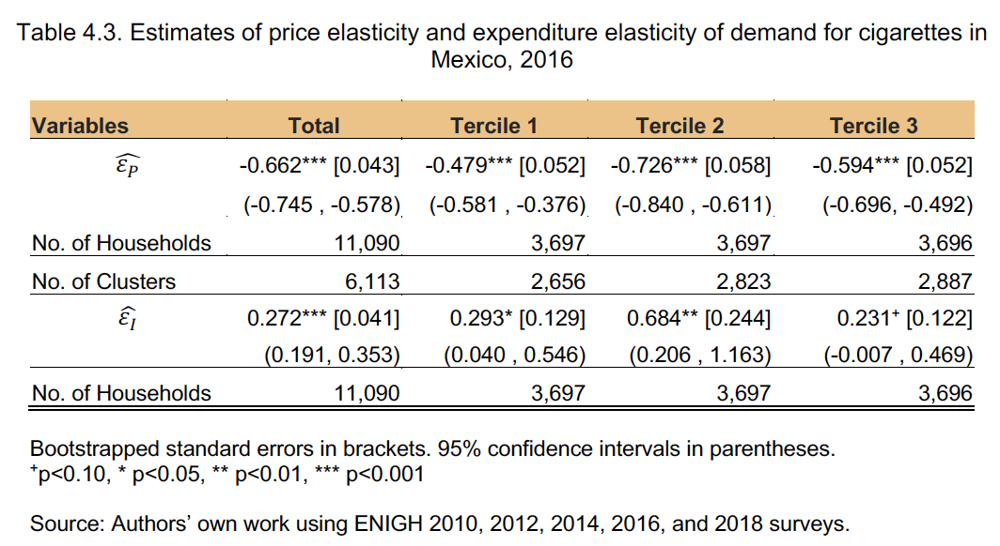 Table 4.3. Estimates of price elasticity and expenditure elasticity of demand for cigarettes in
Mexico, 2016
Variables Total Tercile 1 Tercile 2 Tercile 3
ε̂_P -0.662*** [0.043] -0.479*** [0.052] -0.726*** [0.058] -0.594*** [0.052]
(-0.745 , -0.578) (-0.581 , -0.376) (-0.840 , -0.611) (-0.696, -0.492)
No. of Households 11,090 3,697 3,697 3,696
No. of Clusters 6,113 2,656 2,823 2,887
ε̂_I 0.272*** [0.041] 0.293* [0.129] 0.684** [0.244] 0.231⁺ [0.122]
(0.191, 0.353) (0.040 , 0.546) (0.206 , 1.163) (-0.007 , 0.469)
No. of Households 11,090 3,697 3,697 3,696
Bootstrapped standard errors in brackets. 95% confidence intervals in parentheses.
⁺p<0.10, * p<0.05, ** p<0.01, *** p<0.001
Source: Authors’ own work using ENIGH 2010, 2012, 2014, 2016, and 2018 surveys.